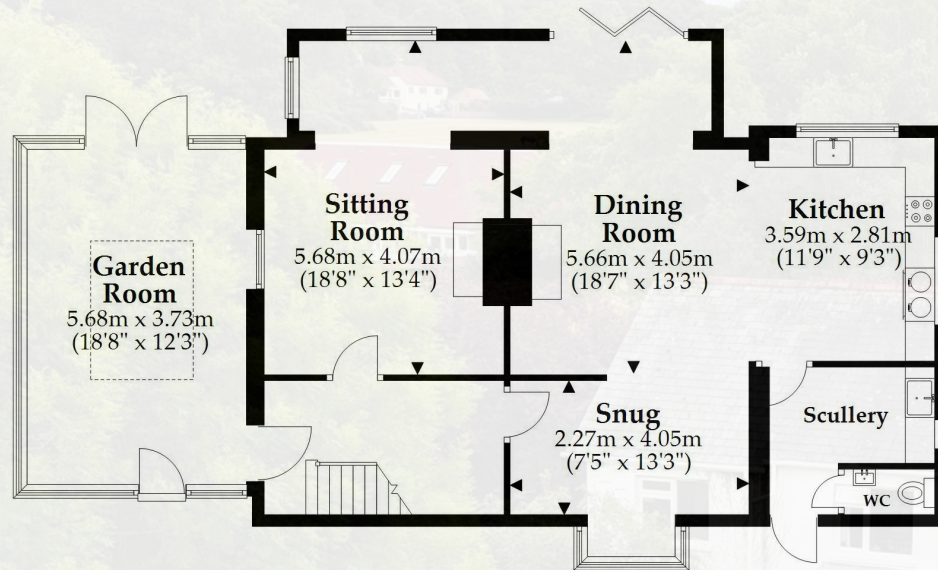 Garden
Room
5.68m x 3.73m
(18'8" x 12'3")
Sitting
Room
5.68m x 4.07m
(18'8" x 13'4")
Dining
Room
5.66m x 4.05m
(18'7" x 13'3")
Kitchen
3.59m x 2.81m
(11'9" x 9'3")
Snug
2.27m x 4.05m
(7'5" x 13'3")
Scullery
WC